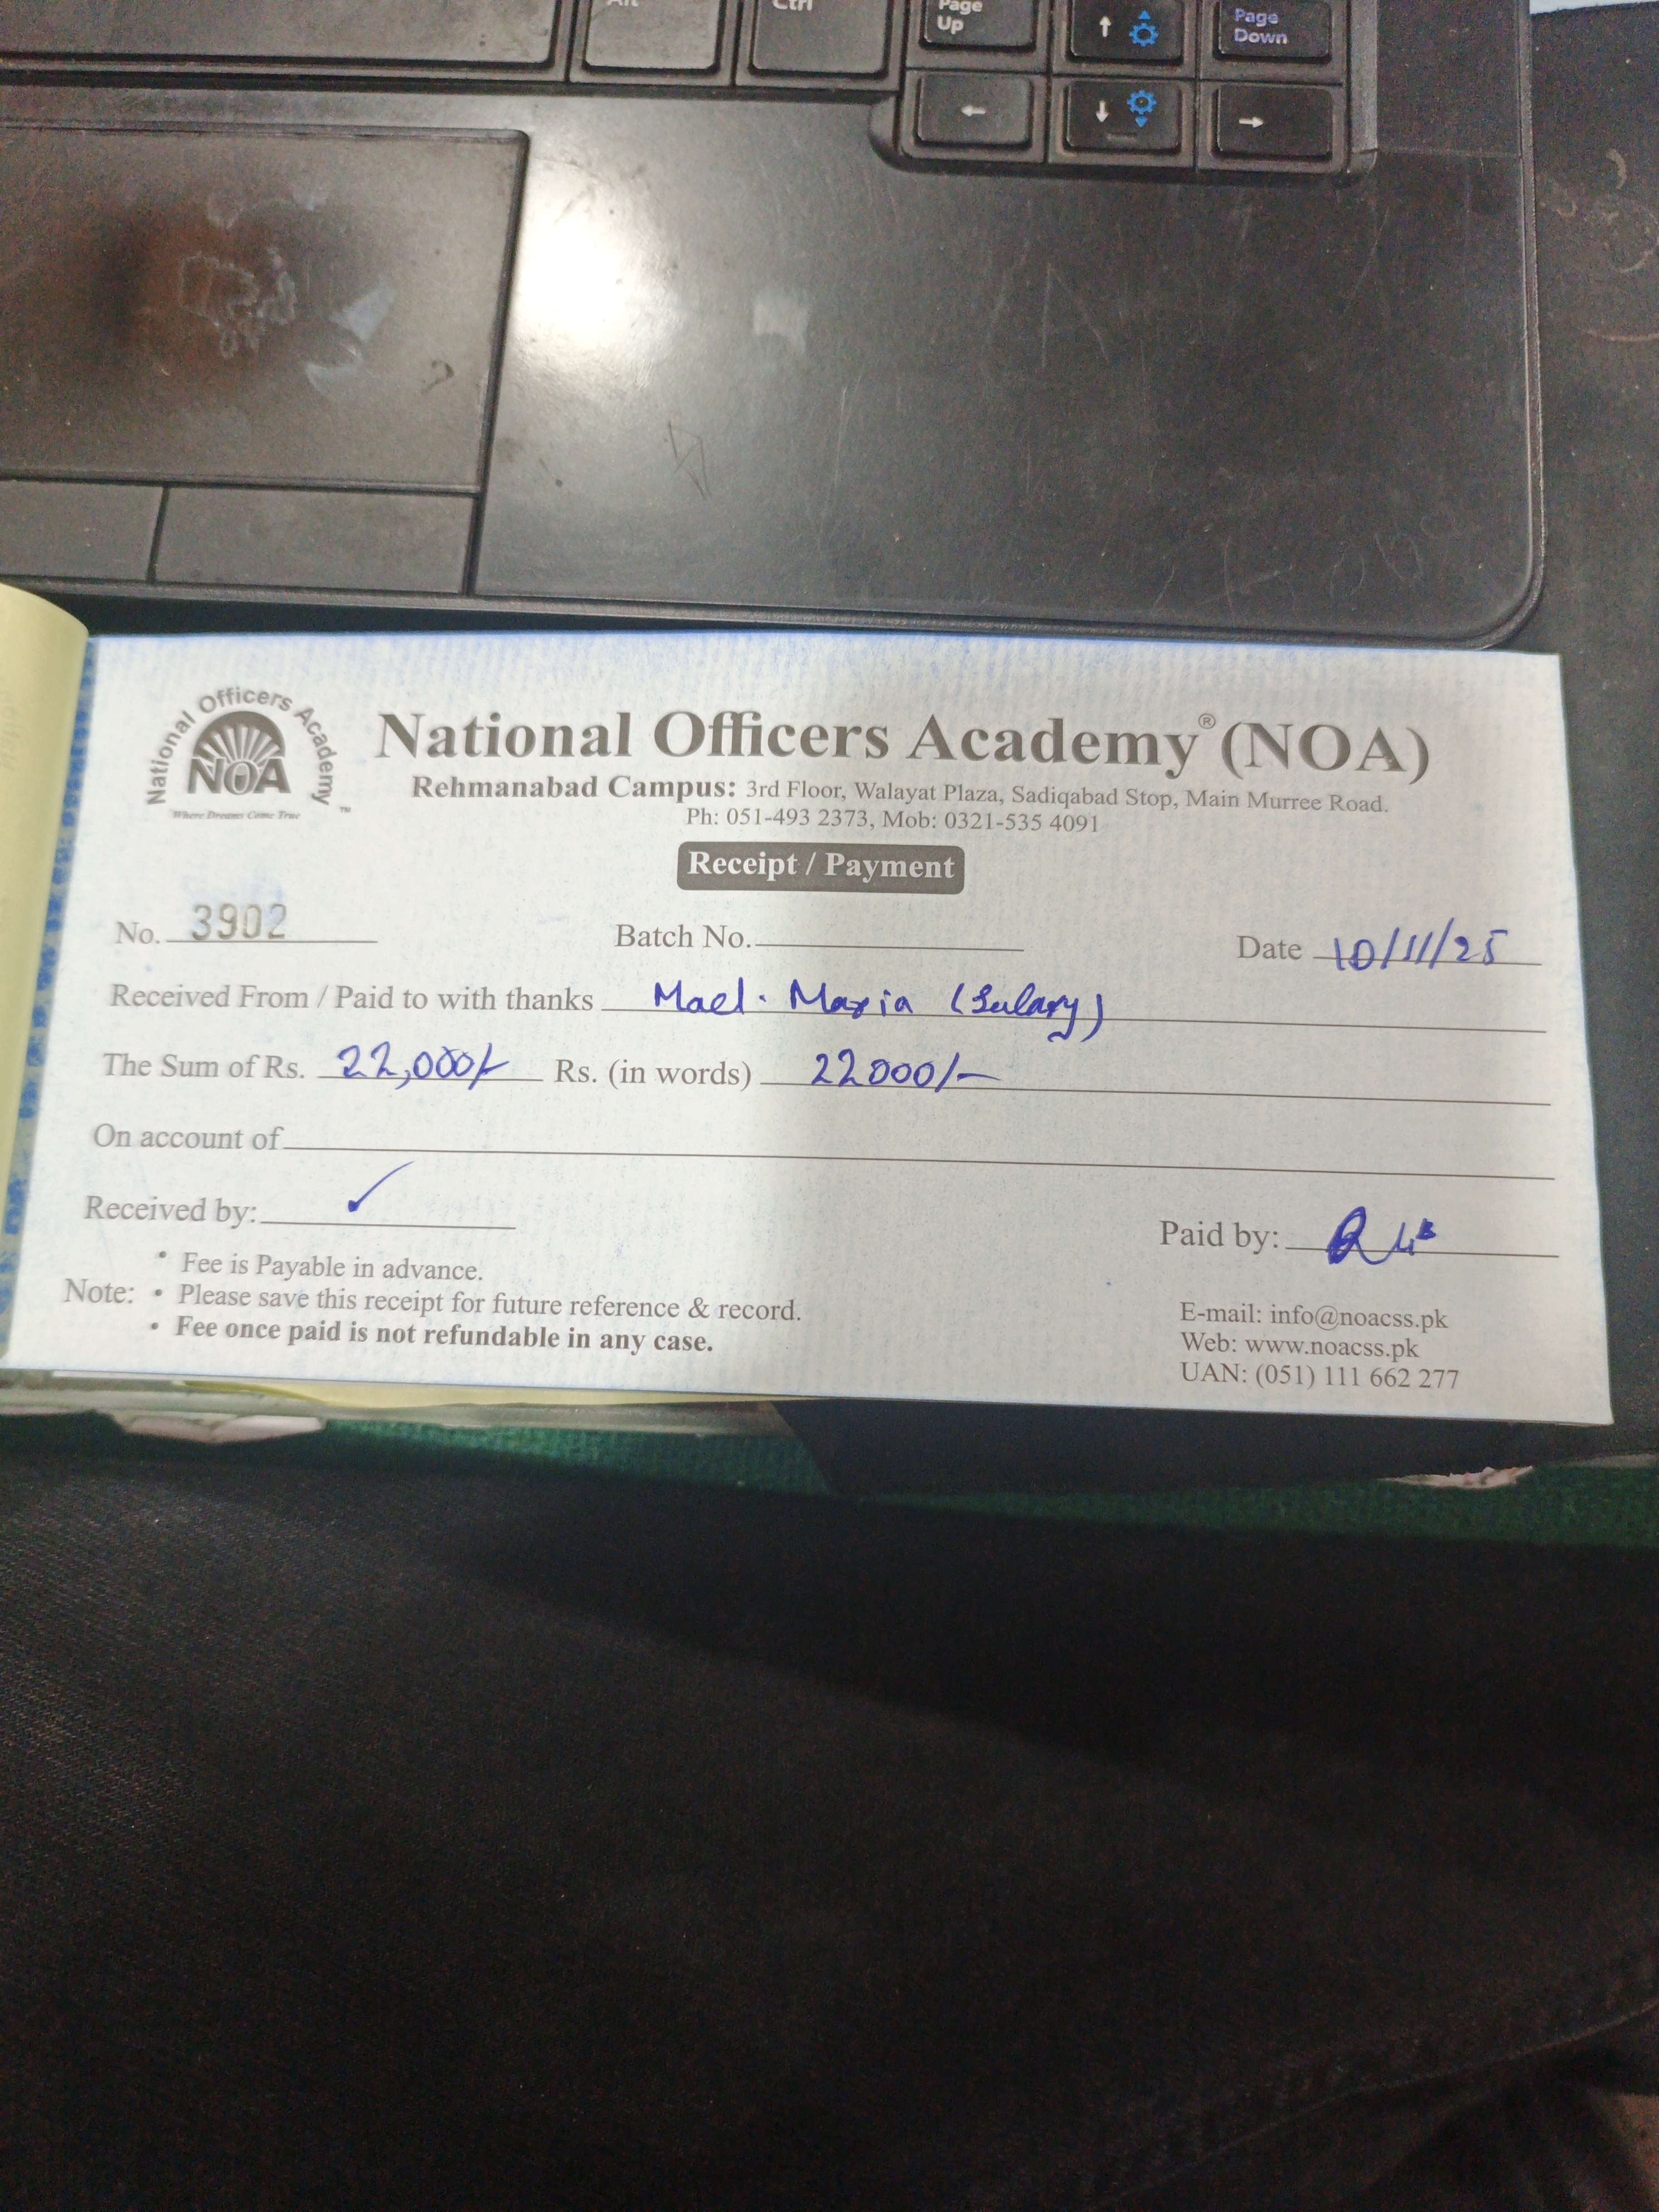 Alt Ctrl Page Up Page Down
National Officers Academy
NOA
Where Dreams Come True
National Officers Academy® (NOA)
Rehmanabad Campus: 3rd Floor, Walayat Plaza, Sadiqabad Stop, Main Murree Road.
Ph: 051-493 2373, Mob: 0321-535 4091
Receipt / Payment
No. 3902 Batch No. Date 10/11/25
Received From / Paid to with thanks Mad. Maria (Salary)
The Sum of Rs. 22,000/- Rs. (in words) 22000/-
On account of
Received by: Paid by:
• Fee is Payable in advance.
Note: • Please save this receipt for future reference & record.
• Fee once paid is not refundable in any case.
E-mail: info@noacss.pk
Web: www.noacss.pk
UAN: (051) 111 662 277